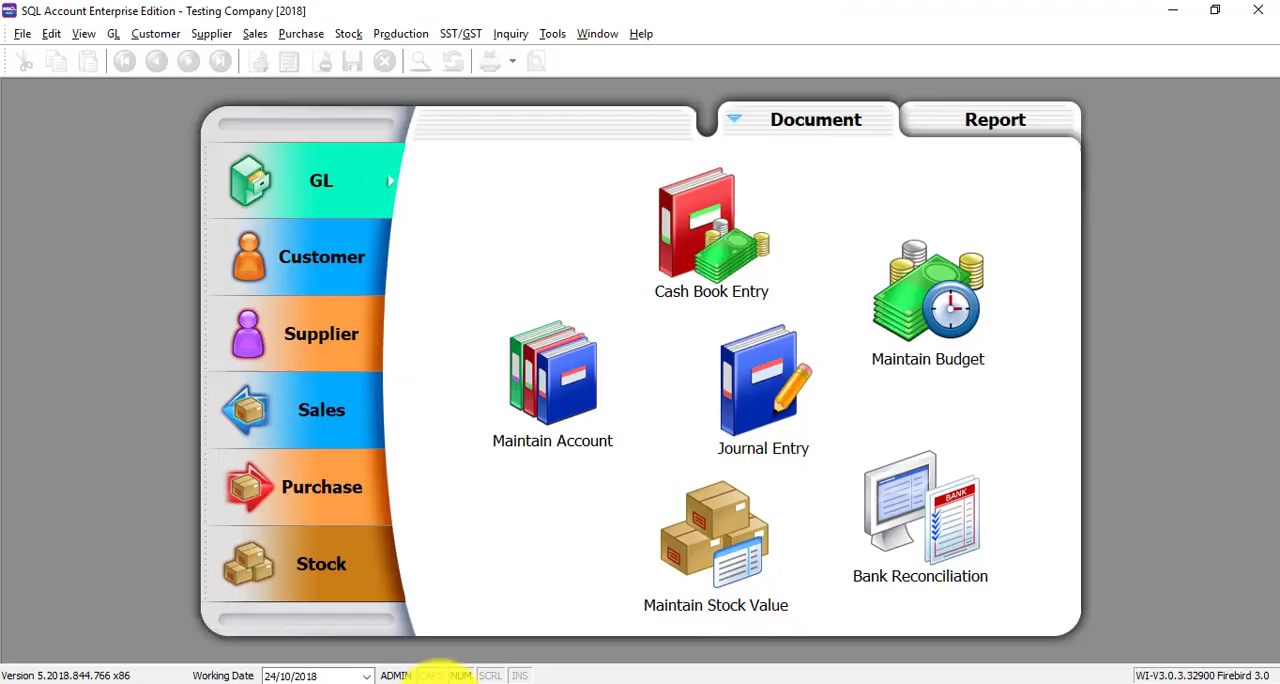 SQL Account Enterprise Edition - Testing Company [2018]
File Edit View GL Customer Supplier Sales Purchase Stock Production SST/GST Inquiry Tools Window Help
Document
Report
GL
Customer
Supplier
Sales
Purchase
Stock
Cash Book Entry
Maintain Budget
Maintain Account
Journal Entry
BANK
Bank Reconciliation
Maintain Stock Value
Version 5.2018.844.766 x86 Working Date 24/10/2018 ADMIN CAPS NUM SCRL INS WI-V3.0.3.32900 Firebird 3.0